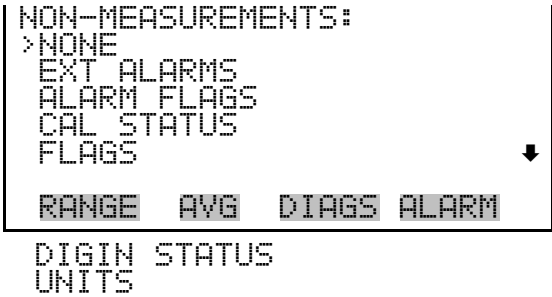 NON-MEASUREMENTS:
>NONE
EXT ALARMS
ALARM FLAGS
CAL STATUS
FLAGS
RANGE AVG DIAGS ALARM
DIGIN STATUS
UNITS